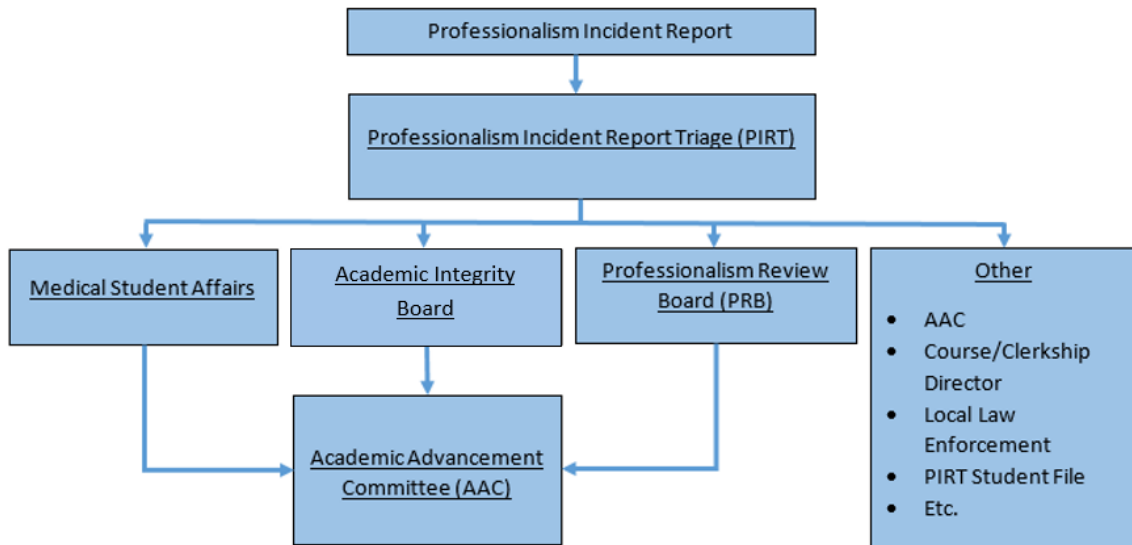 Professionalism Incident Report
Professionalism Incident Report Triage (PIRT)
Medical Student Affairs
Academic Integrity
Board
Professionalism Review
Board (PRB)
Other
• AAC
• Course/Clerkship
Director
• Local Law
Enforcement
• PIRT Student File
• Etc.
Academic Advancement
Committee (AAC)